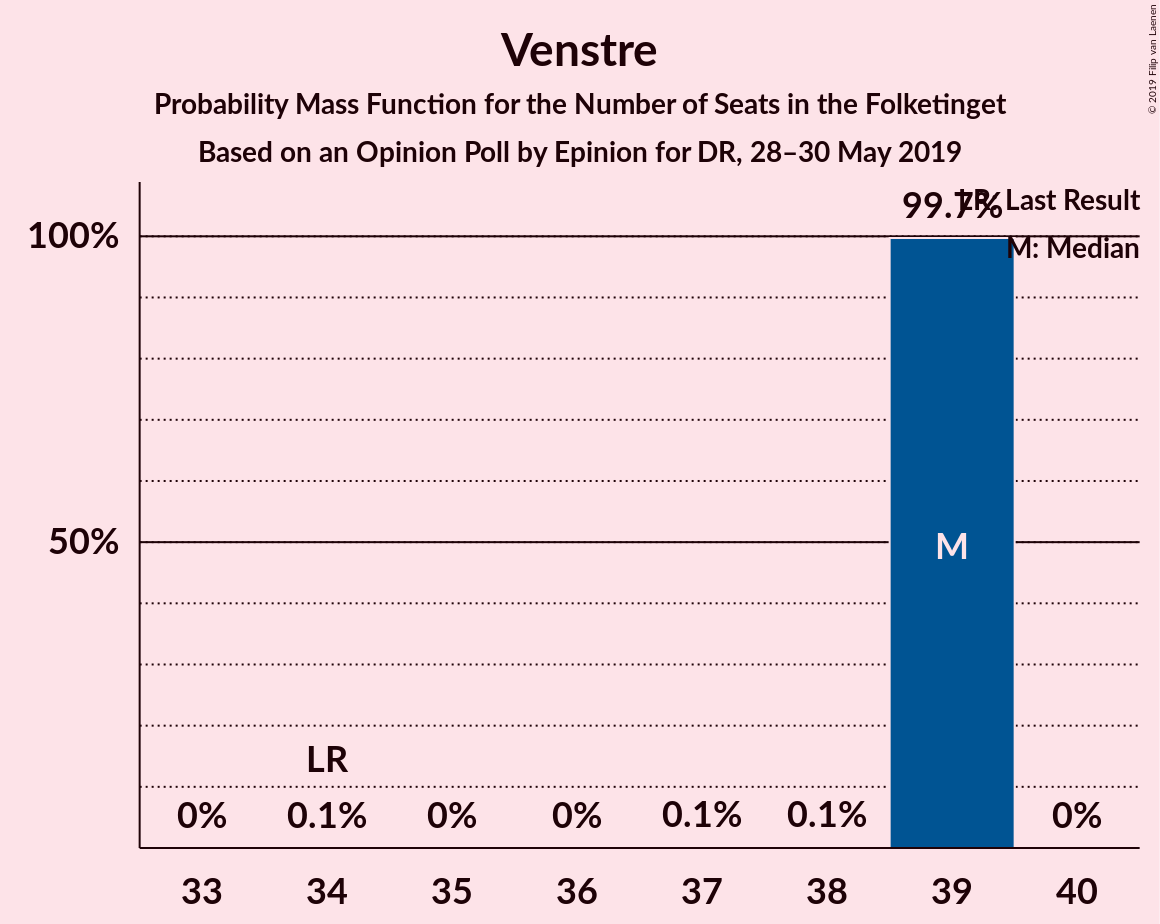 Venstre
Probability Mass Function for the Number of Seats in the Folketinget
Based on an Opinion Poll by Epinion for DR, 28–30 May 2019
© 2019 Filip van Laenen
99.7%
LR: Last Result
M: Median
100%
50%
M
LR
0% 0.1% 0% 0% 0.1% 0.1% 0%
33 34 35 36 37 38 39 40